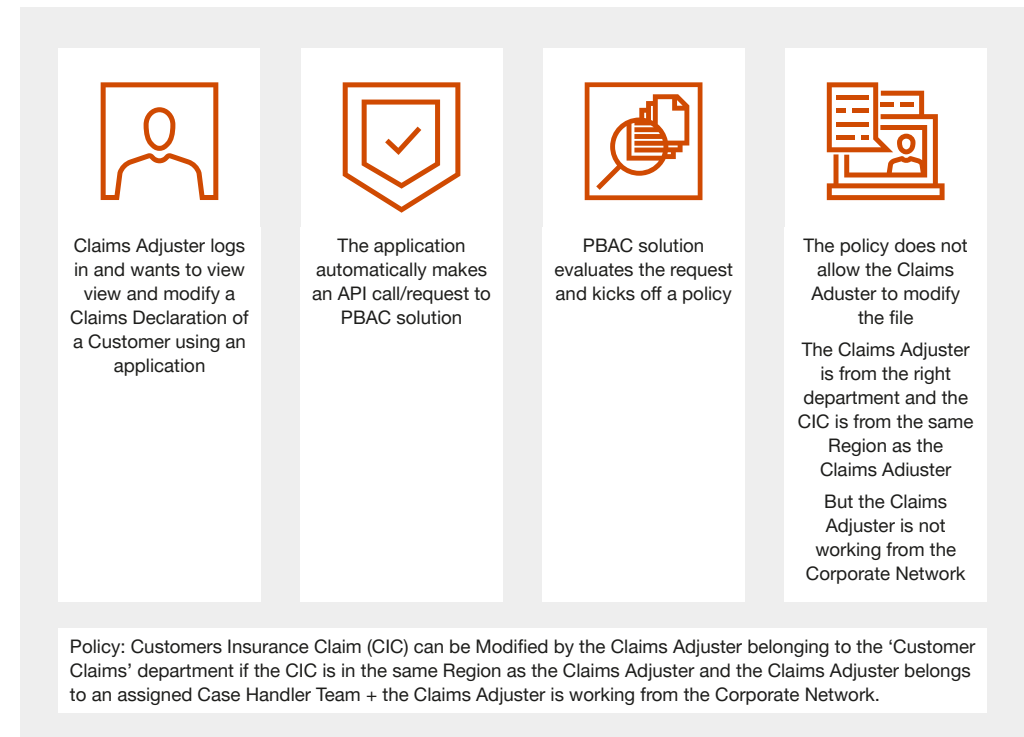 Claims Adjuster logs
in and wants to view
view and modify a
Claims Declaration of
a Customer using an
application
The application
automatically makes
an API call/request to
PBAC solution
PBAC solution
evaluates the request
and kicks off a policy
The policy does not
allow the Claims
Aduster to modify
the file
The Claims Adjuster
is from the right
department and the
CIC is from the same
Region as the
Claims Adiuster
But the Claims
Adjuster is not
working from the
Corporate Network
Policy: Customers Insurance Claim (CIC) can be Modified by the Claims Adjuster belonging to the ‘Customer
Claims’ department if the CIC is in the same Region as the Claims Adjuster and the Claims Adjuster belongs
to an assigned Case Handler Team + the Claims Adjuster is working from the Corporate Network.